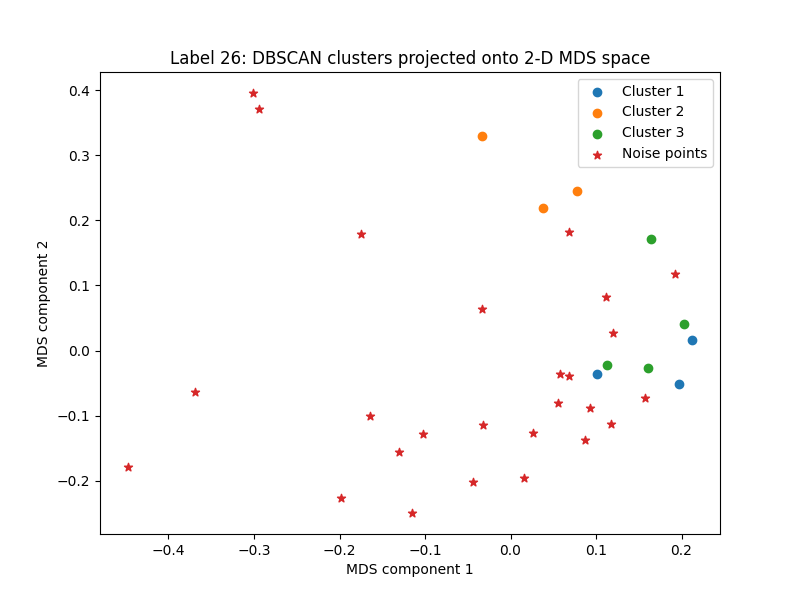 Label 26: DBSCAN clusters projected onto 2-D MDS space
Cluster 1
Cluster 2
Cluster 3
Noise points
MDS component 2
0.4
0.3
0.2
0.1
0.0
−0.1
−0.2
−0.4
−0.3
−0.2
−0.1
0.0
0.1
0.2
MDS component 1